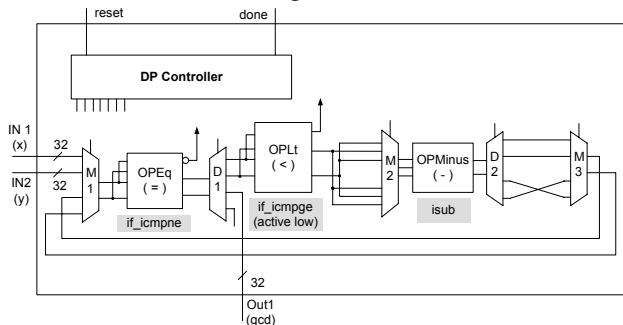 reset
done
DP Controller
IN 1
(x)
32
IN2
(y)
32
M
1
OPEq
( = )
if_icmpne
D
1
OPLt
( < )
if_icmpge
(active low)
M
2
OPMinus
( - )
isub
D
2
M
3
32
Out1
(gcd)